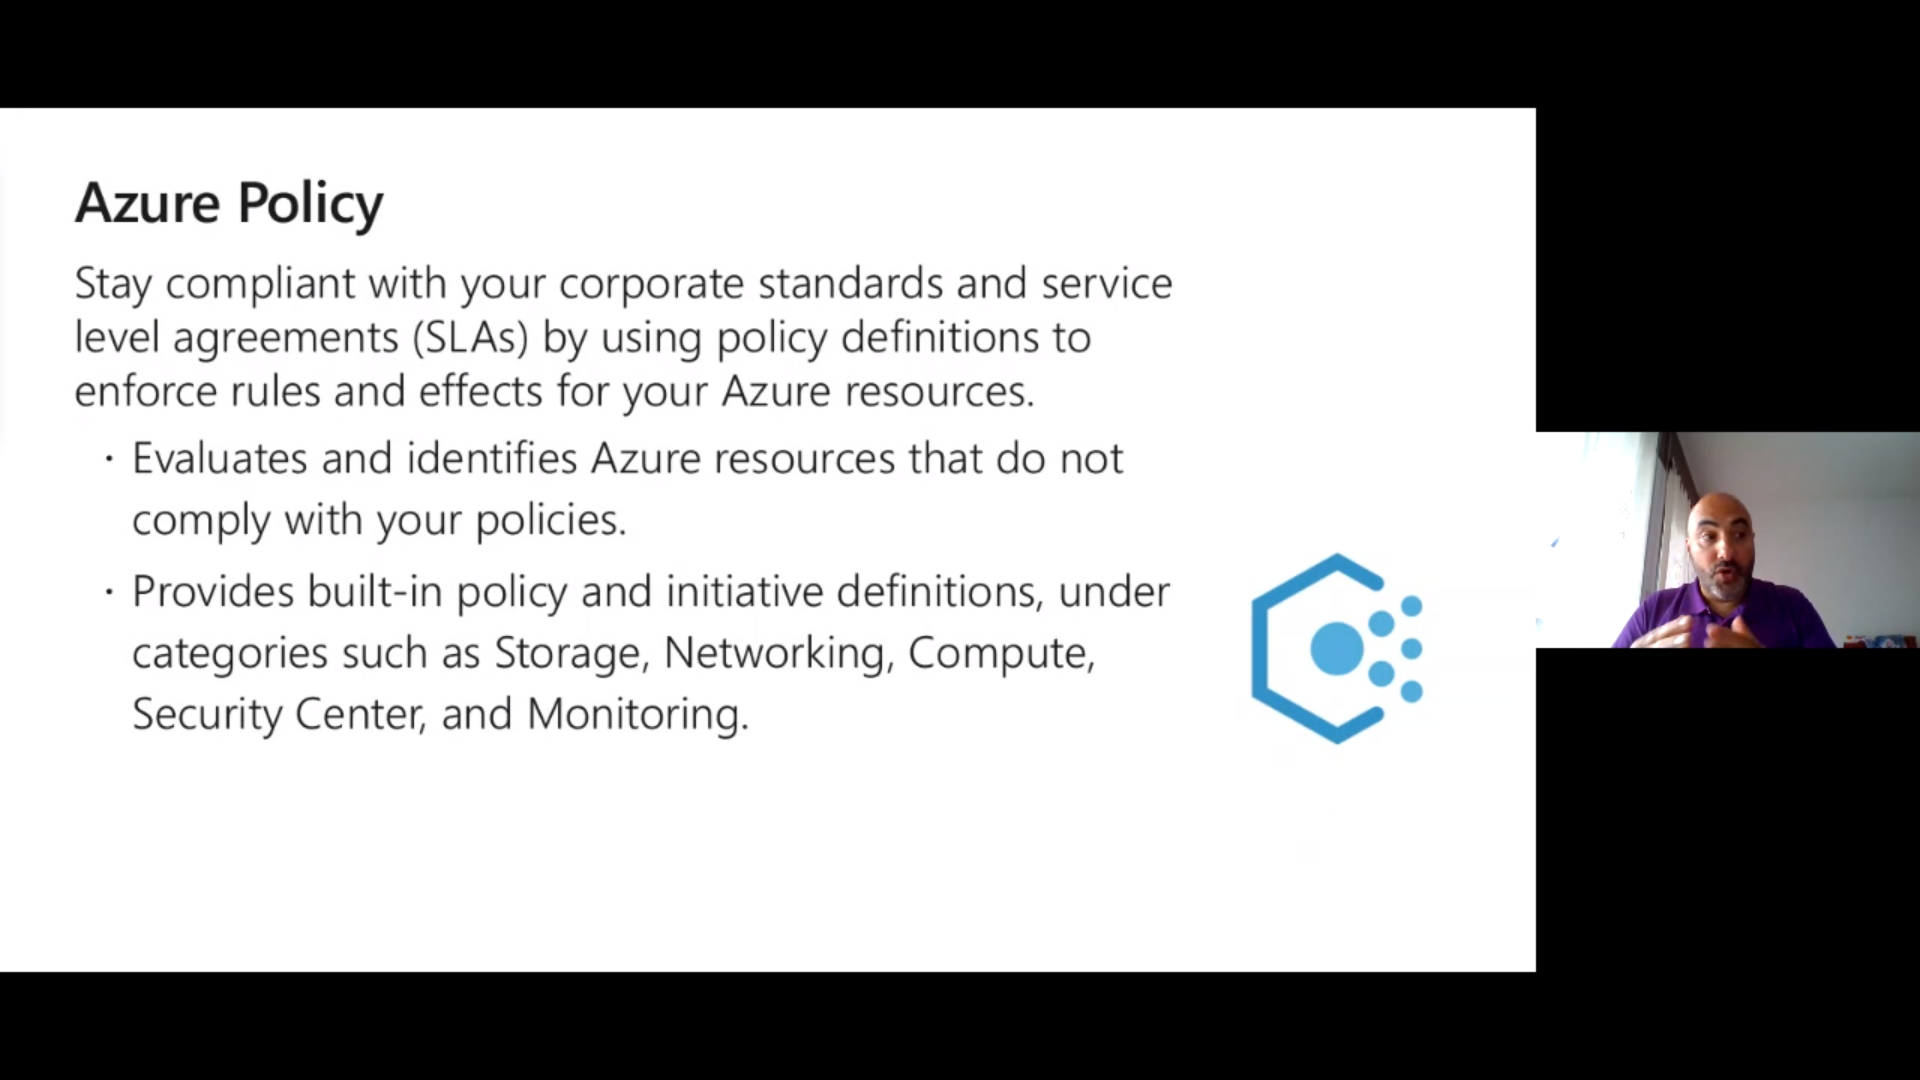 Azure Policy
Stay compliant with your corporate standards and service
level agreements (SLAs) by using policy definitions to
enforce rules and effects for your Azure resources.
· Evaluates and identifies Azure resources that do not
comply with your policies.
· Provides built-in policy and initiative definitions, under
categories such as Storage, Networking, Compute,
Security Center, and Monitoring.